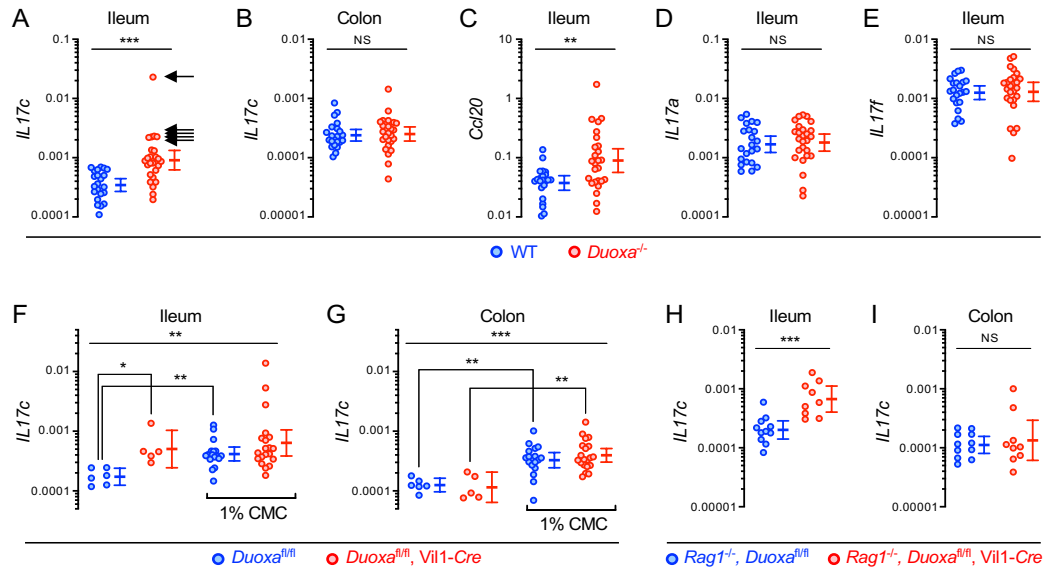 A Ileum
***
IL17c
0.1
0.01
0.001
0.0001
B Colon
NS
IL17c
0.01
0.001
0.0001
0.00001
C Ileum
**
Ccl20
10
1
0.1
0.01
D Ileum
NS
IL17a
0.1
0.01
0.001
0.0001
E Ileum
NS
IL17f
0.01
0.001
0.0001
0.00001
WT Duoxa-/-
F Ileum
**
*
**
IL17c
0.01
0.001
0.0001
1% CMC
G Colon
***
**
**
IL17c
0.01
0.001
0.0001
1% CMC
Duoxafl/fl Duoxafl/fl, Vil1-Cre
H Ileum
***
IL17c
0.01
0.001
0.0001
0.00001
I Colon
NS
IL17c
0.01
0.001
0.0001
0.00001
Rag1-/-, Duoxafl/fl Rag1-/-, Duoxafl/fl, Vil1-Cre